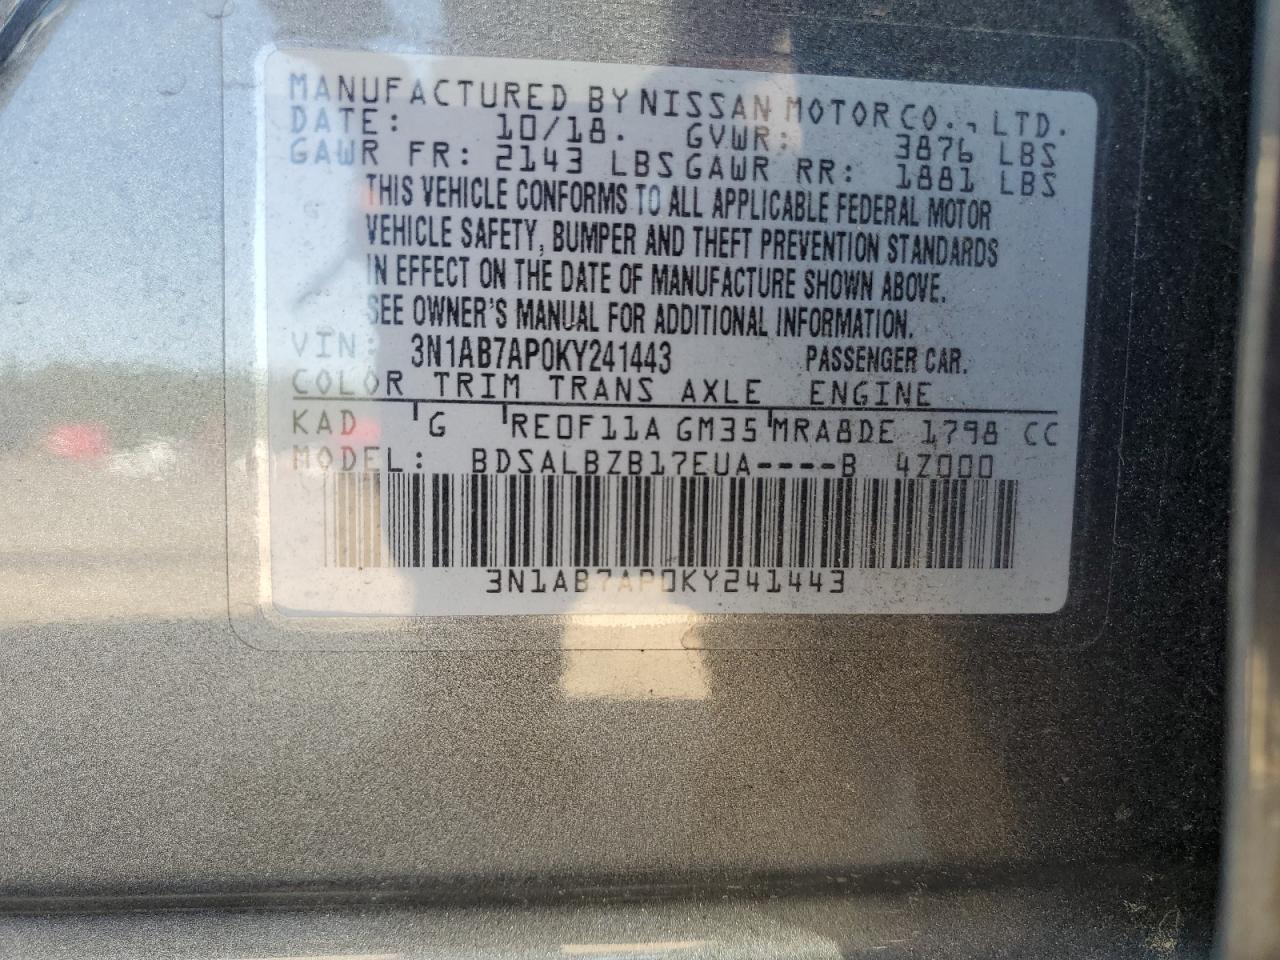 MANUFACTURED BY NISSAN MOTOR CO., LTD.
DATE: 10/18. GVWR: 3876 LBS
GAWR FR: 2143 LBS GAWR RR: 1881 LBS
THIS VEHICLE CONFORMS TO ALL APPLICABLE FEDERAL MOTOR
VEHICLE SAFETY, BUMPER AND THEFT PREVENTION STANDARDS
IN EFFECT ON THE DATE OF MANUFACTURE SHOWN ABOVE.
SEE OWNER'S MANUAL FOR ADDITIONAL INFORMATION.
VIN: 3N1AB7AP0KY241443 PASSENGER CAR.
COLOR TRIM TRANS AXLE ENGINE
KAD G RE0F11A GM35 MRA8DE 1798 CC
MODEL: BDSALBZB17EUA----B 4Z000
3N1AB7AP0KY241443